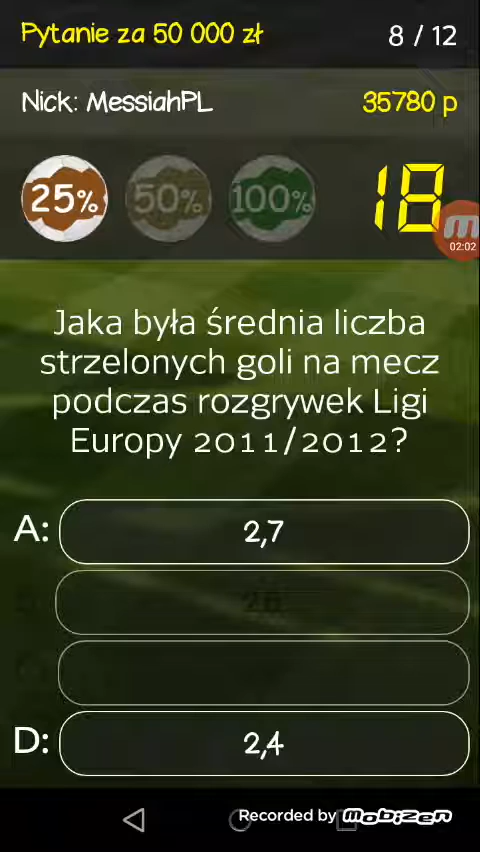 Pytanie za 50 000 zł
8 / 12
Nick: MessiahPL
35780 p
25%
50%
100%
18
02:02
Jaka była średnia liczba
strzelonych goli na mecz
podczas rozgrywek Ligi
Europy 2011/2012?
A: 2,7
D: 2,4
Recorded by Mobizen